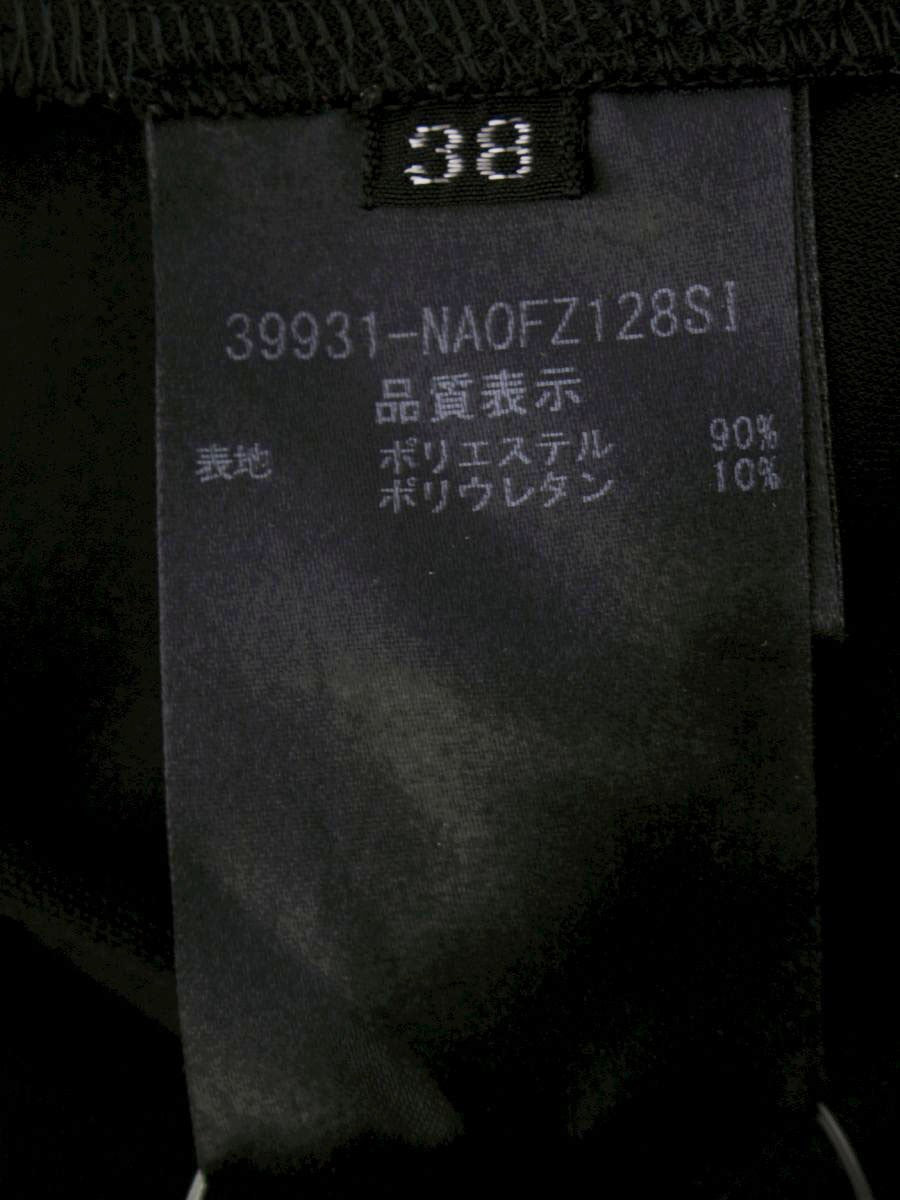 38
39931-NA0FZ128SI
品質表示
表地 ポリエステル 90%
ポリウレタン 10%